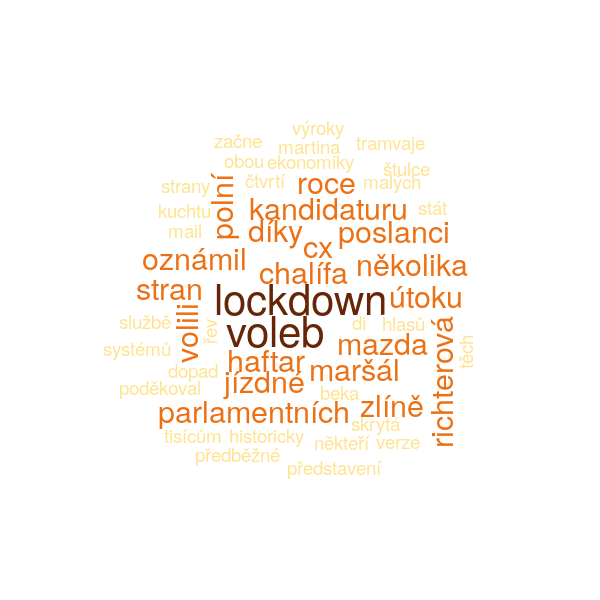 výroky
začne
martina
tramvaje
obou
ekonomiky
štulce
čtvrtí
roce
malých
strany
polní
kuchtu
kandidaturu
stát
mail
díky
cx
poslanci
oznámil
chalífa
několika
stran
lockdown
útoku
službě
volili
řev
voleb
di
hlasů
systémů
haftar
mazda
maršál
richterová
těch
dopad
jízdné
poděkoval
beka
parlamentních
zlíně
skrytá
tisícům
historicky
někteří
verze
předběžné
představení